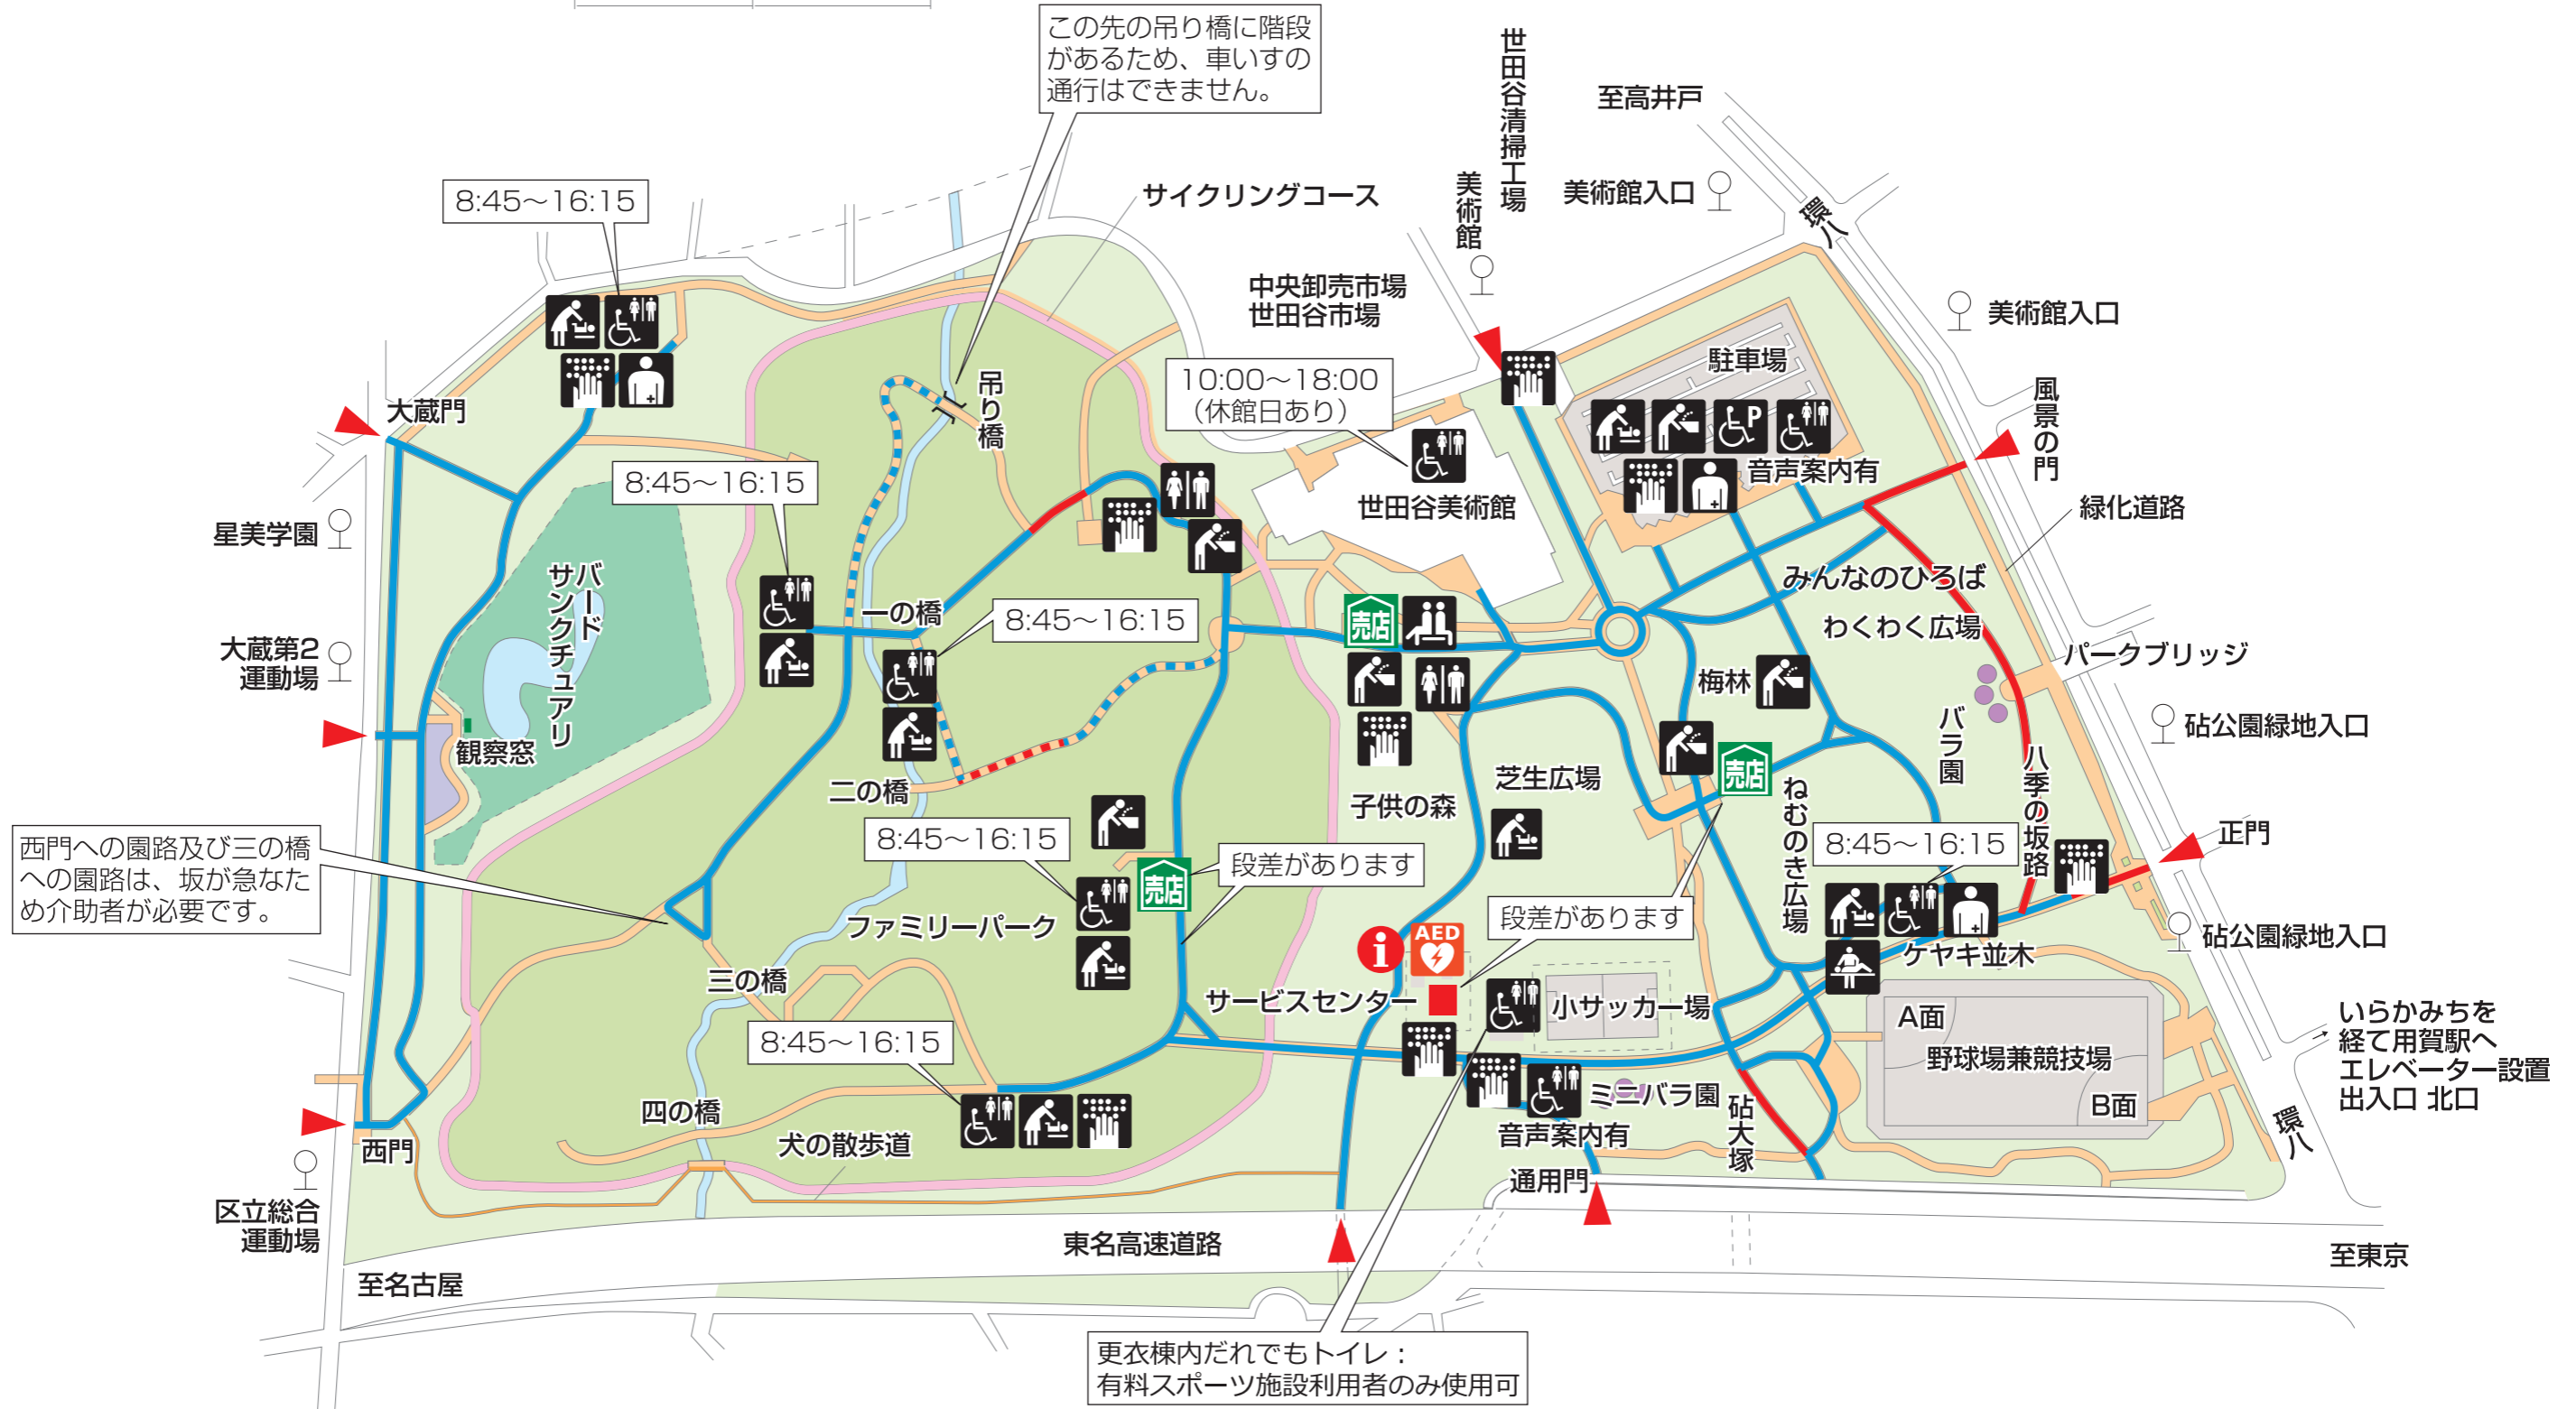 この先の吊り橋に階段
があるため、車いすの
通行はできません。
世田谷清掃工場
至高井戸
美術館
美術館入口
環八
サイクリングコース
8:45～16:15
中央卸売市場
世田谷市場
美術館入口
駐車場
10:00～18:00
（休館日あり）
吊り橋
大蔵門
風景の門
P
音声案内有
世田谷美術館
緑化道路
8:45～16:15
星美学園
バード
サンクチュアリ
みんなのひろば
わくわく広場
一の橋
8:45～16:15
売店
大蔵第2
運動場
パークブリッジ
梅林
バラ園
砧公園緑地入口
観察窓
二の橋
売店
芝生広場
子供の森
八季の坂路
ねむのき広場
8:45～16:15
8:45～16:15
正門
西門への園路及び三の橋
への園路は、坂が急なた
め介助者が必要です。
段差があります
売店
ファミリーパーク
段差があります
i
AED
ケヤキ並木
砧公園緑地入口
三の橋
サービスセンター
小サッカー場
A面
野球場兼競技場
B面
いらかみちを
経て用賀駅へ
エレベーター設置
出入口 北口
8:45～16:15
四の橋
ミニバラ園
砧大塚
音声案内有
環八
西門
犬の散歩道
通用門
区立総合
運動場
東名高速道路
至東京
至名古屋
更衣棟内だれでもトイレ：
有料スポーツ施設利用者のみ使用可